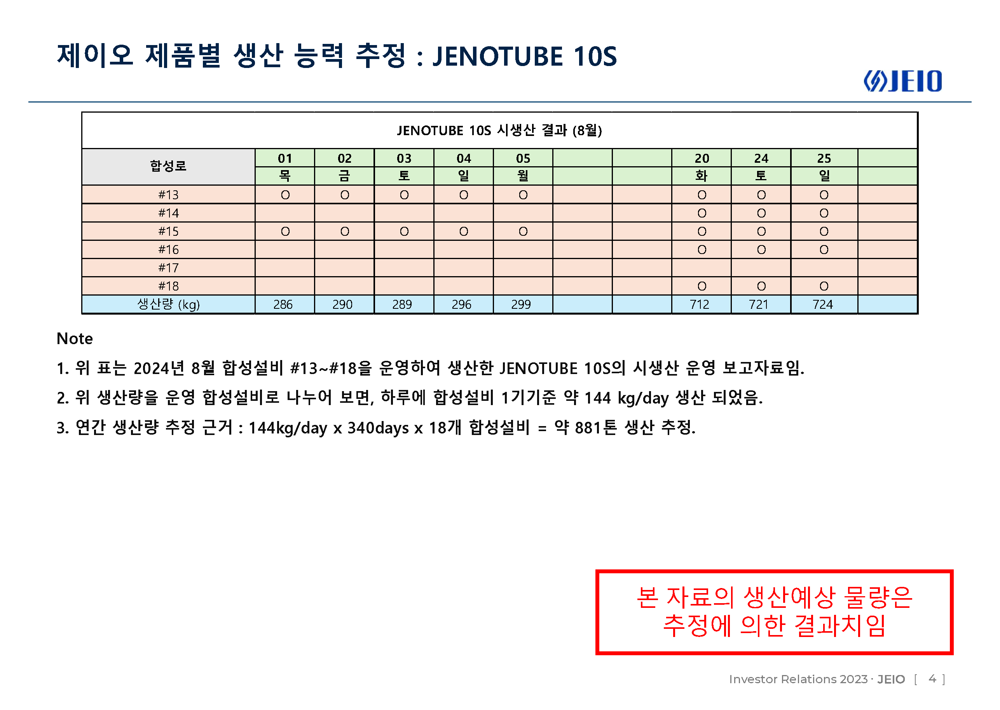 제이오 제품별 생산 능력 추정 : JENOTUBE 10S
JEIO
JENOTUBE 10S 시생산 결과 (8월)
합성로 01 02 03 04 05 20 24 25
목 금 토 일 월 화 토 일
#13 O O O O O O O O
#14 O O O
#15 O O O O O O O O
#16 O O O
#17
#18 O O O
생산량 (kg) 286 290 289 296 299 712 721 724
Note
1. 위 표는 2024년 8월 합성설비 #13~#18을 운영하여 생산한 JENOTUBE 10S의 시생산 운영 보고자료임.
2. 위 생산량을 운영 합성설비로 나누어 보면, 하루에 합성설비 1기기준 약 144 kg/day 생산 되었음.
3. 연간 생산량 추정 근거 : 144kg/day x 340days x 18개 합성설비 = 약 881톤 생산 추정.
본 자료의 생산예상 물량은
추정에 의한 결과치임
Investor Relations 2023 · JEIO [ 4 ]